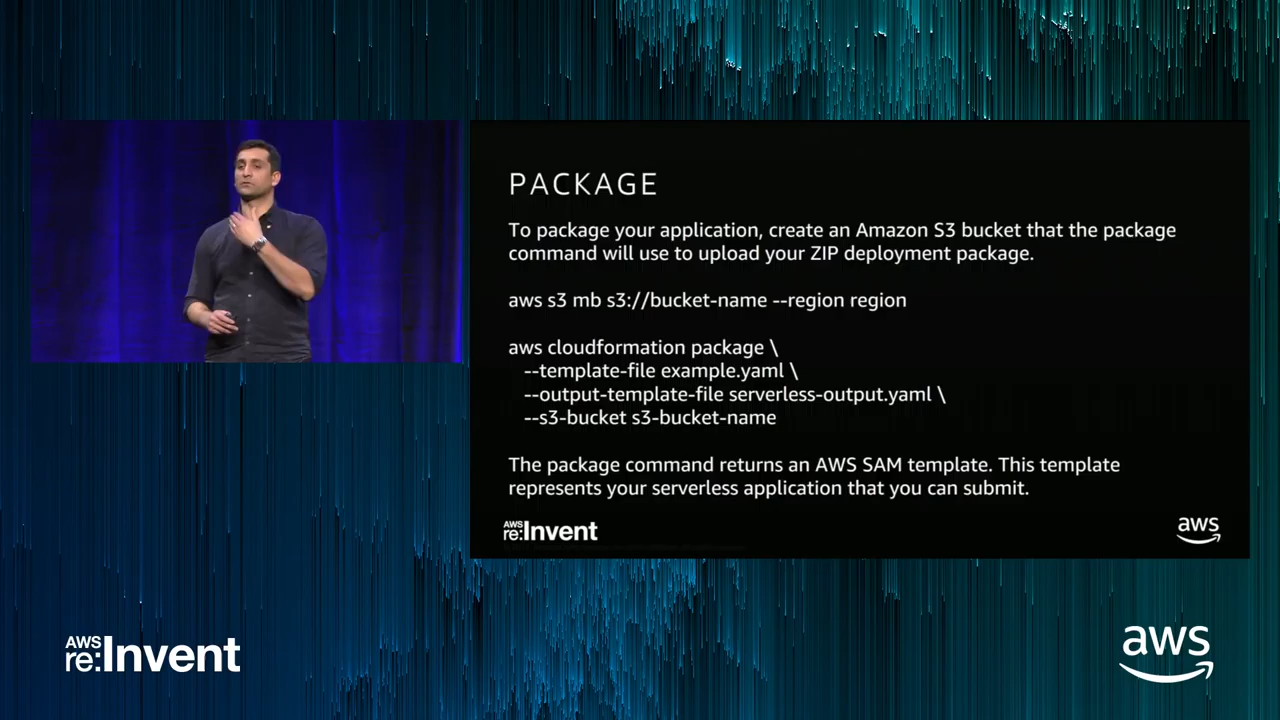 PACKAGE
To package your application, create an Amazon S3 bucket that the package
command will use to upload your ZIP deployment package.
aws s3 mb s3://bucket-name --region region
aws cloudformation package \
--template-file example.yaml \
--output-template-file serverless-output.yaml \
--s3-bucket s3-bucket-name
The package command returns an AWS SAM template. This template
represents your serverless application that you can submit.
AWS
re:Invent
aws
AWS
re:Invent
aws